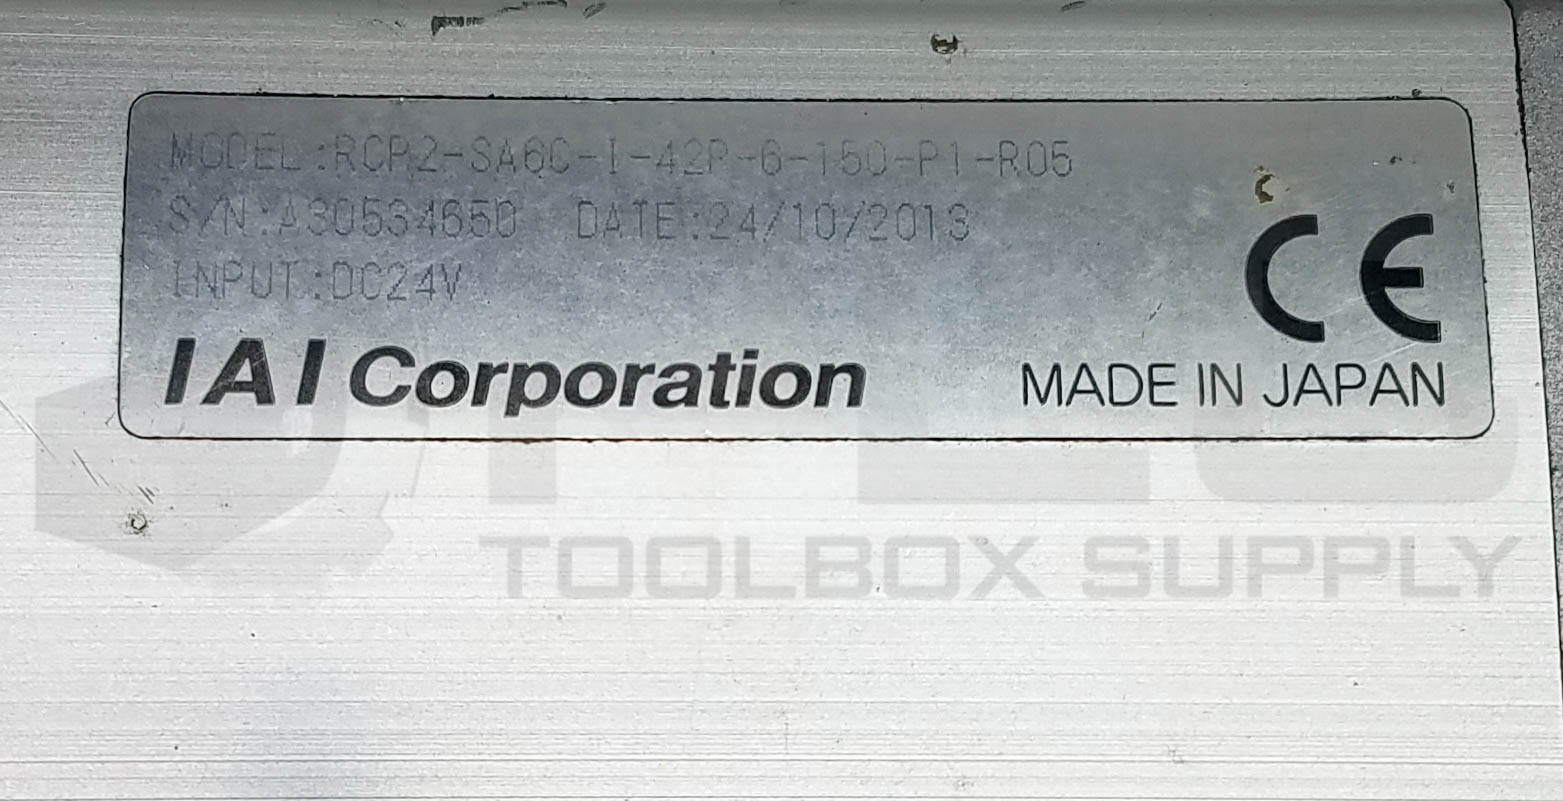 MODEL:RCP2-SA6C-I-42P-6-150-P1-R05
S/N:A30534650 DATE:24/10/2013
INPUT:DC24V
CE
IAI Corporation
MADE IN JAPAN
TOOLBOX SUPPLY